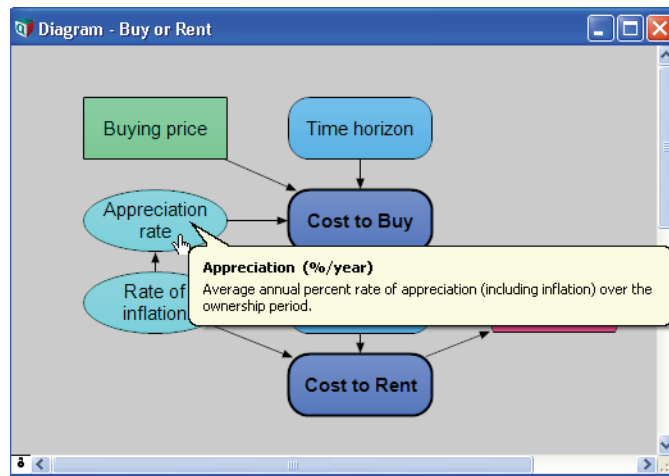 Diagram - Buy or Rent
Buying price
Time horizon
Appreciation
rate
Cost to Buy
Appreciation (%/year)
Average annual percent rate of appreciation (including inflation) over the
ownership period.
Rate of
inflation
Cost to Rent